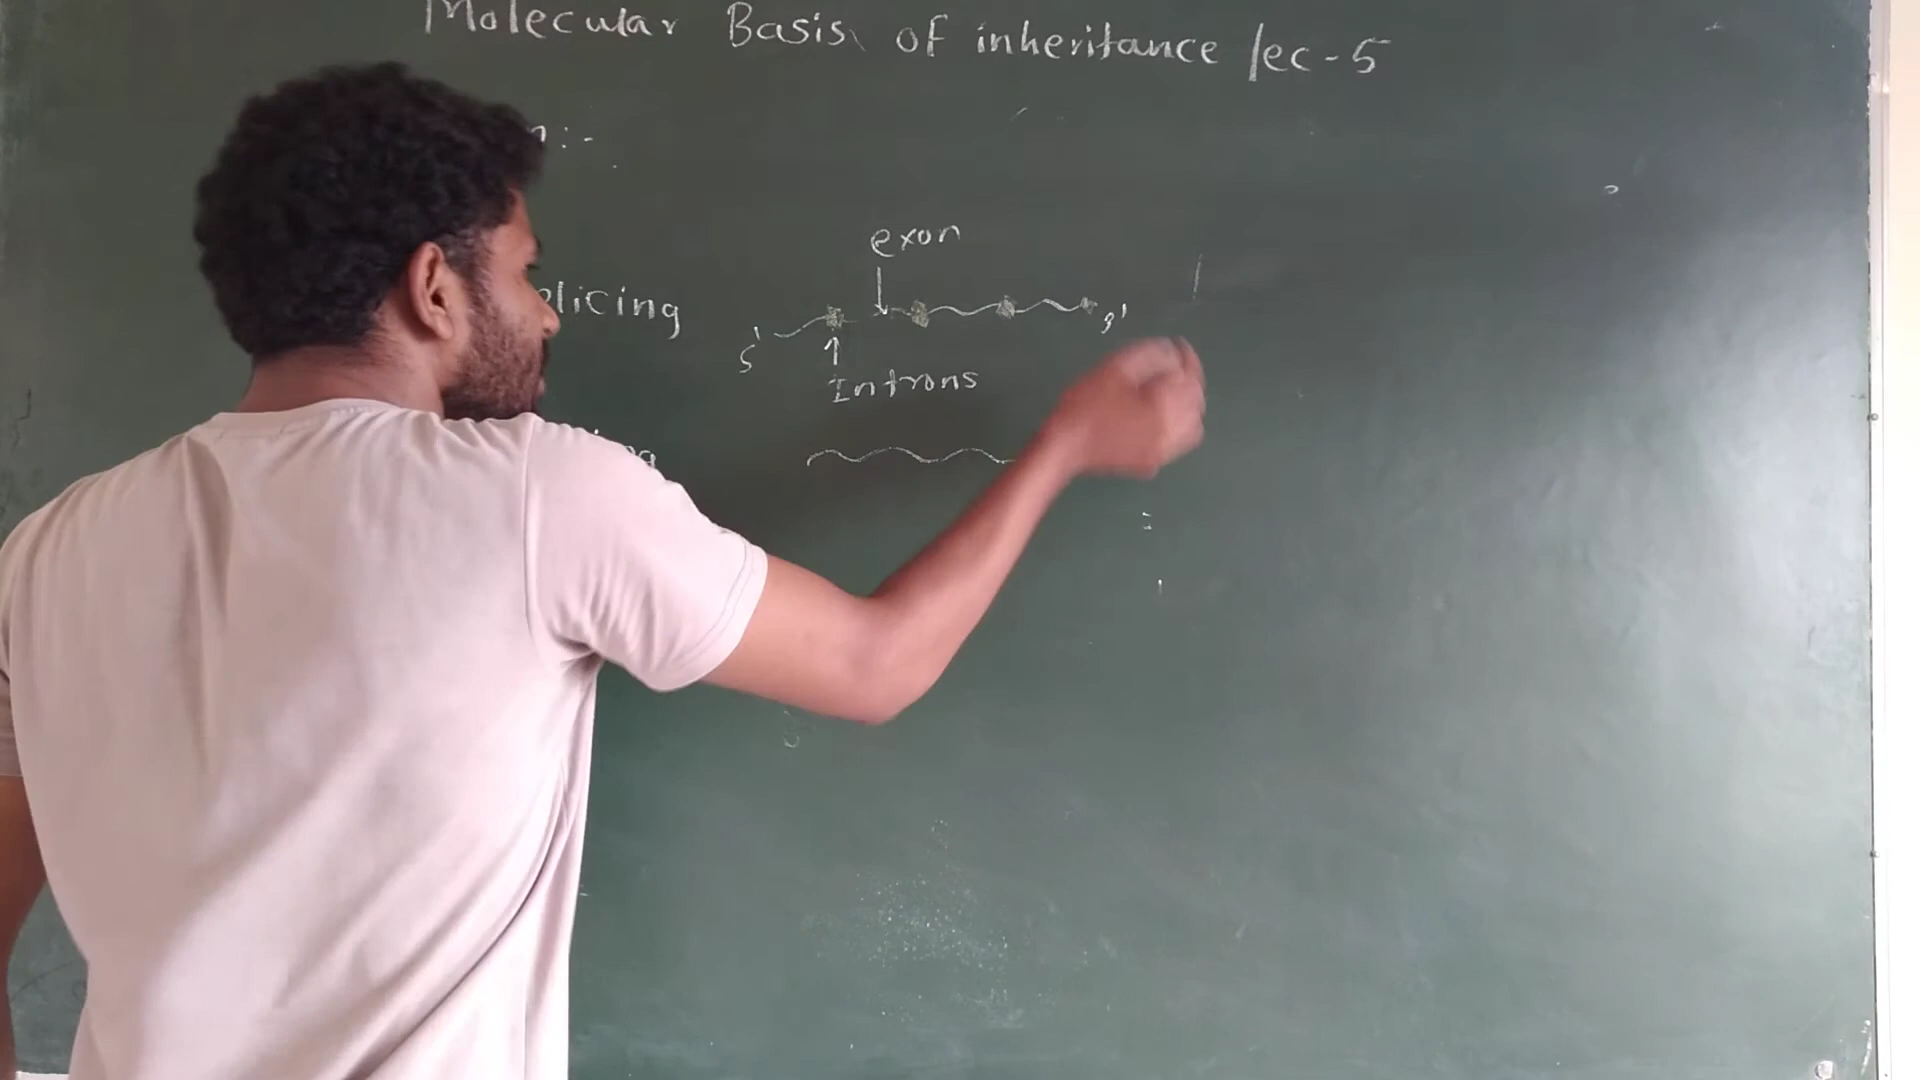 Molecular Basis of inheritance lec-5
:-
exon
plicing
5' 3'
Introns